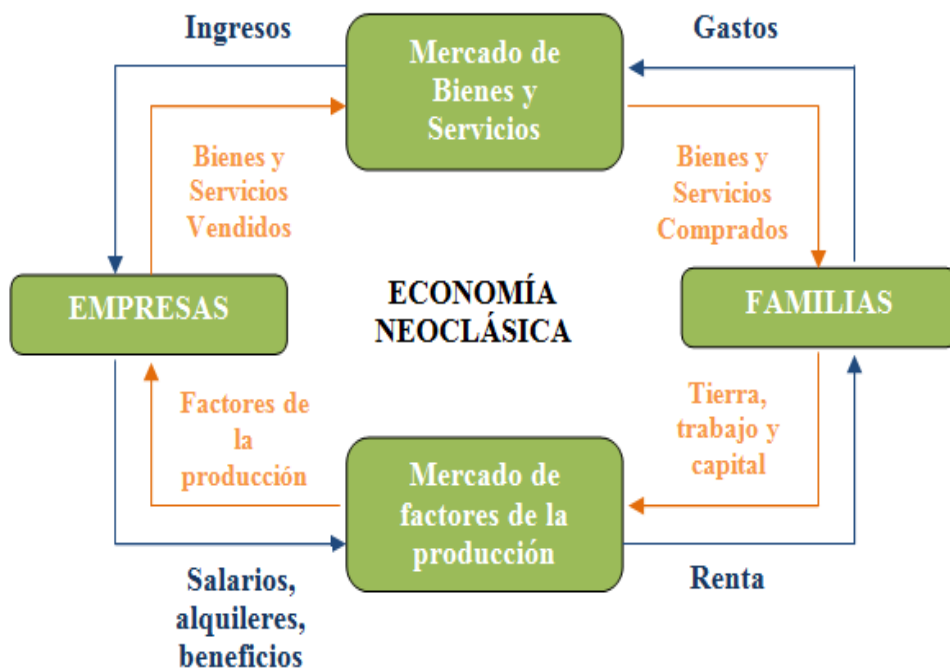 Ingresos
Mercado de
Bienes y
Servicios
Gastos
Bienes y
Servicios
Vendidos
Bienes y
Servicios
Comprados
EMPRESAS
ECONOMÍA
NEOCLÁSICA
FAMILIAS
Factores de
la
producción
Tierra,
trabajo y
capital
Mercado de
factores de la
producción
Salarios,
alquileres,
beneficios
Renta